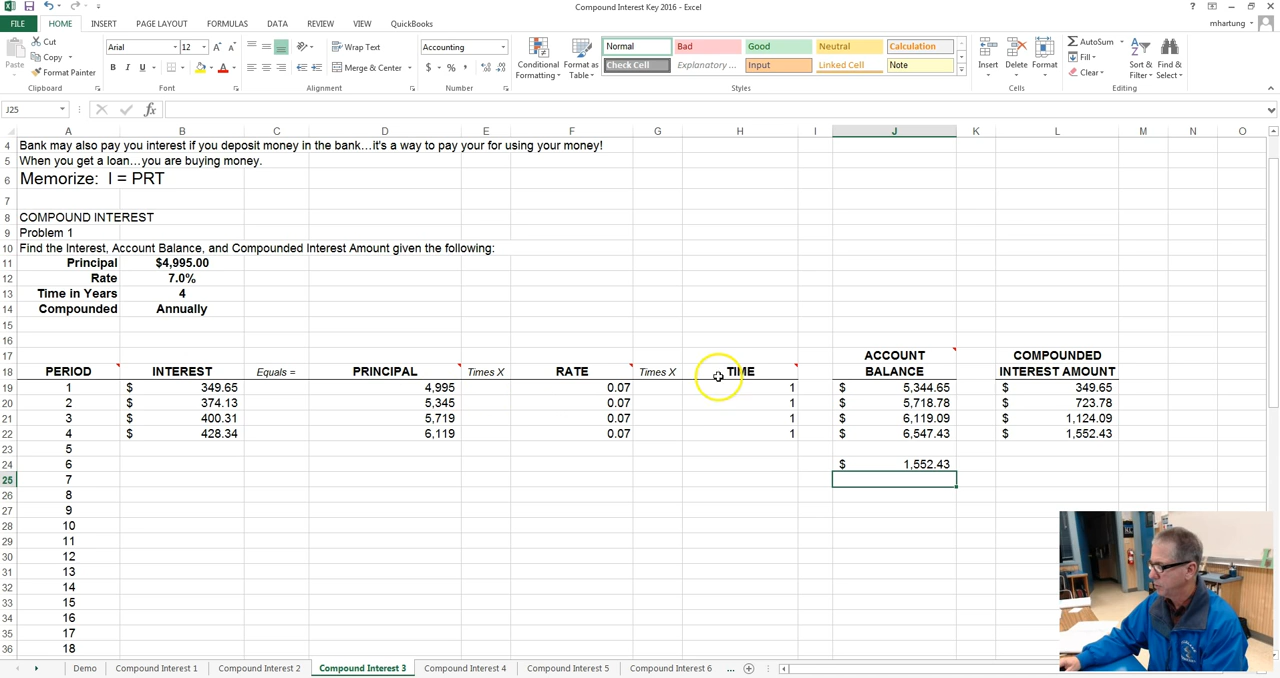 Compound Interest Key 2016 - Excel
FILE HOME INSERT PAGE LAYOUT FORMULAS DATA REVIEW VIEW QuickBooks mhartung
Cut
Copy
Format Painter
Paste
Arial 12
B I U
Wrap Text
Merge & Center
Accounting
$ % ,
Conditional Formatting
Format as Table
Normal Bad Good Neutral Calculation
Check Cell Explanatory ... Input Linked Cell Note
Insert Delete Format
AutoSum
Fill
Clear
Sort & Filter
Find & Select
Clipboard Font Alignment Number Styles Cells Editing
J25 fx
A B C D E F G H I J K L M N O
4 Bank may also pay you interest if you deposit money in the bank…it's a way to pay your for using your money!
5 When you get a loan…you are buying money.
6 Memorize: I = PRT
7
8 COMPOUND INTEREST
9 Problem 1
10 Find the Interest, Account Balance, and Compounded Interest Amount given the following:
11 Principal $4,995.00
12 Rate 7.0%
13 Time in Years 4
14 Compounded Annually
15
16
17 ACCOUNT COMPOUNDED
18 PERIOD INTEREST Equals = PRINCIPAL Times X RATE Times X TIME BALANCE INTEREST AMOUNT
19 1 $ 349.65 4,995 0.07 1 $ 5,344.65 $ 349.65
20 2 $ 374.13 5,345 0.07 1 $ 5,718.78 $ 723.78
21 3 $ 400.31 5,719 0.07 1 $ 6,119.09 $ 1,124.09
22 4 $ 428.34 6,119 0.07 1 $ 6,547.43 $ 1,552.43
23 5
24 6 $ 1,552.43
25 7
26 8
27 9
28 10
29 11
30 12
31 13
32 14
33 15
34 16
35 17
36 18
Demo Compound Interest 1 Compound Interest 2 Compound Interest 3 Compound Interest 4 Compound Interest 5 Compound Interest 6 ...